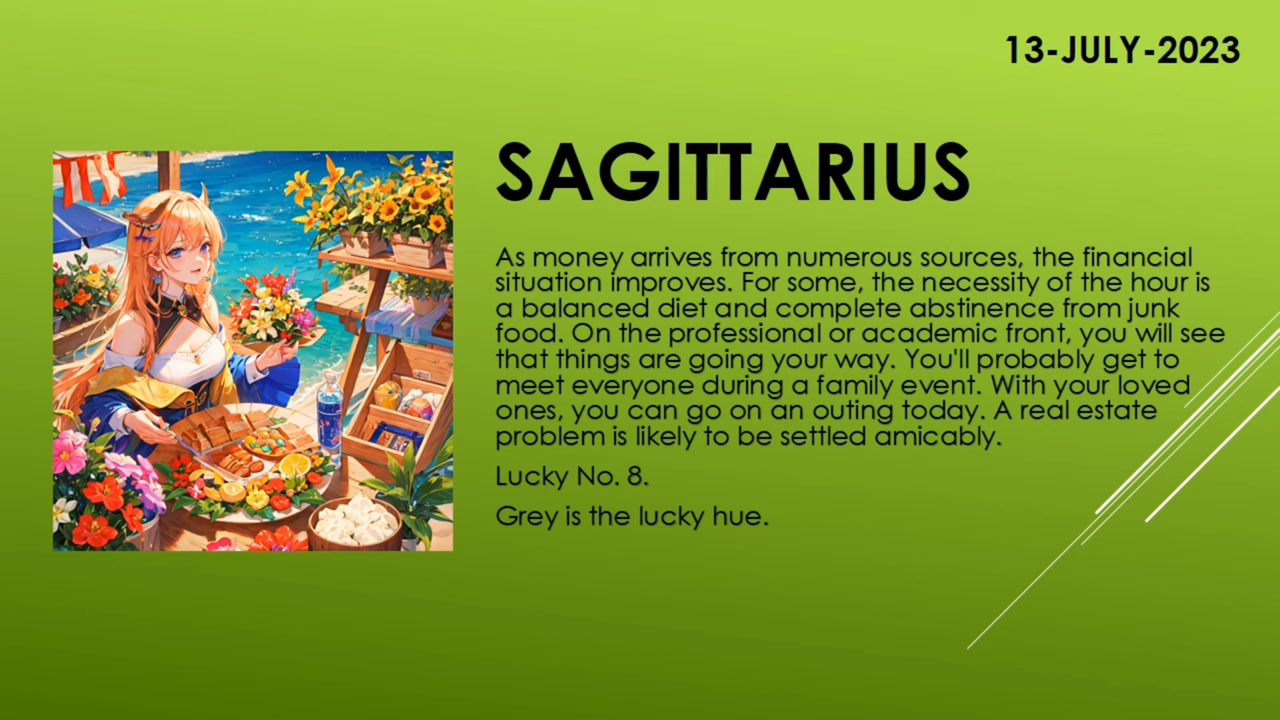 13-JULY-2023
SAGITTARIUS
As money arrives from numerous sources, the financial
situation improves. For some, the necessity of the hour is
a balanced diet and complete abstinence from junk
food. On the professional or academic front, you will see
that things are going your way. You'll probably get to
meet everyone during a family event. With your loved
ones, you can go on an outing today. A real estate
problem is likely to be settled amicably.
Lucky No. 8.
Grey is the lucky hue.